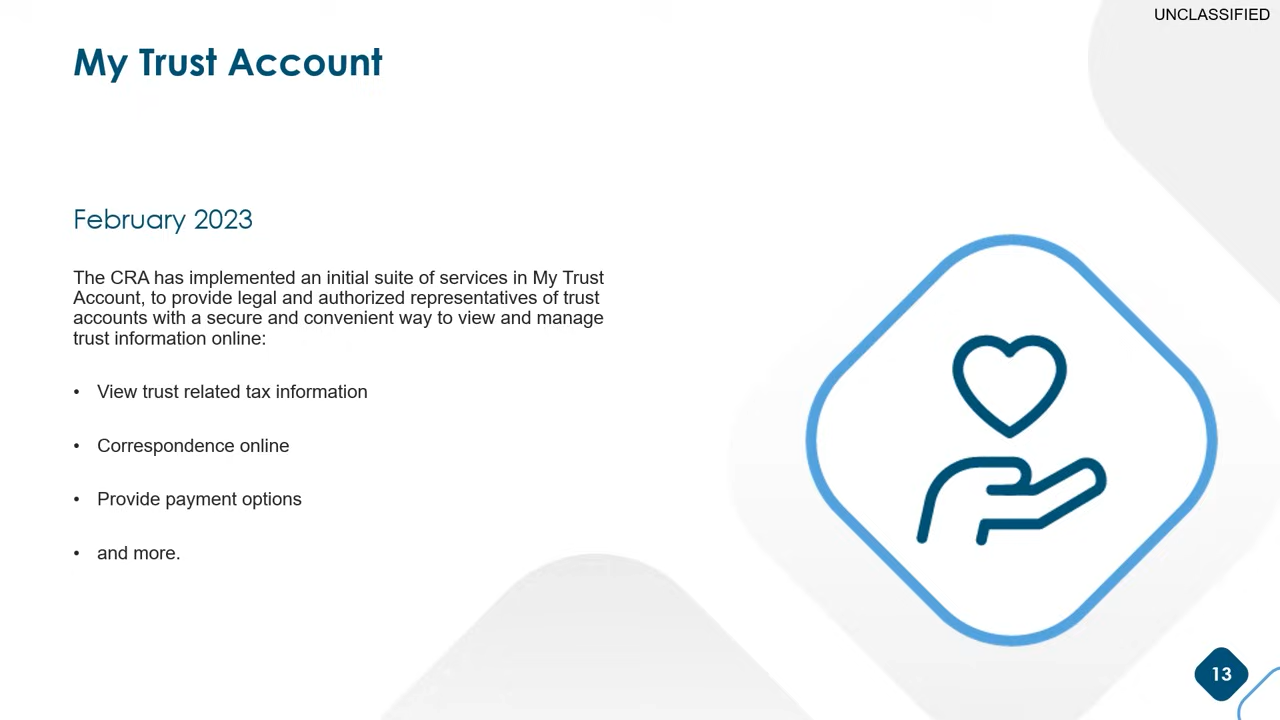 UNCLASSIFIED
My Trust Account
February 2023
The CRA has implemented an initial suite of services in My Trust
Account, to provide legal and authorized representatives of trust
accounts with a secure and convenient way to view and manage
trust information online:
• View trust related tax information
• Correspondence online
• Provide payment options
• and more.
13